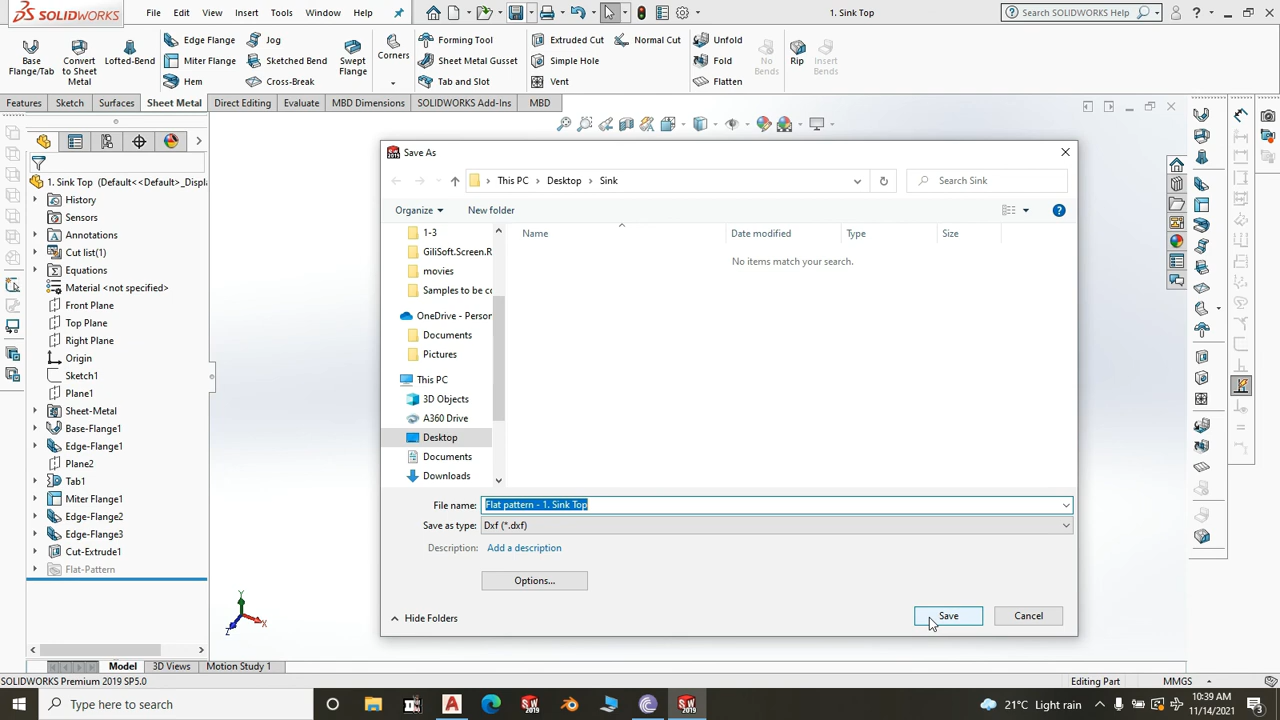 SOLIDWORKS
File Edit View Insert Tools Window Help
1. Sink Top
Search SOLIDWORKS Help
Base Flange/Tab
Convert to Sheet Metal
Lofted-Bend
Edge Flange
Miter Flange
Hem
Jog
Sketched Bend
Cross-Break
Swept Flange
Corners
Forming Tool
Sheet Metal Gusset
Tab and Slot
Extruded Cut
Simple Hole
Vent
Normal Cut
Unfold
Fold
Flatten
No Bends
Rip
Insert Bends
Features Sketch Surfaces Sheet Metal Direct Editing Evaluate MBD Dimensions SOLIDWORKS Add-Ins MBD
1. Sink Top (Default<<Default>_Displ
History
Sensors
Annotations
Cut list(1)
Equations
Material <not specified>
Front Plane
Top Plane
Right Plane
Origin
Sketch1
Plane1
Sheet-Metal
Base-Flange1
Edge-Flange1
Plane2
Tab1
Miter Flange1
Edge-Flange2
Edge-Flange3
Cut-Extrude1
Flat-Pattern
Y
X
Z
Save As
This PC > Desktop > Sink
Search Sink
Organize New folder
1-3
GiliSoft.Screen.R
movies
Samples to be co
OneDrive - Person
Documents
Pictures
This PC
3D Objects
A360 Drive
Desktop
Documents
Downloads
Name Date modified Type Size
No items match your search.
File name: Flat pattern - 1. Sink Top
Save as type: Dxf (*.dxf)
Description: Add a description
Options...
Hide Folders
Save Cancel
Model 3D Views Motion Study 1
SOLIDWORKS Premium 2019 SP5.0
Editing Part MMGS
Type here to search
21°C Light rain
10:39 AM
11/14/2021